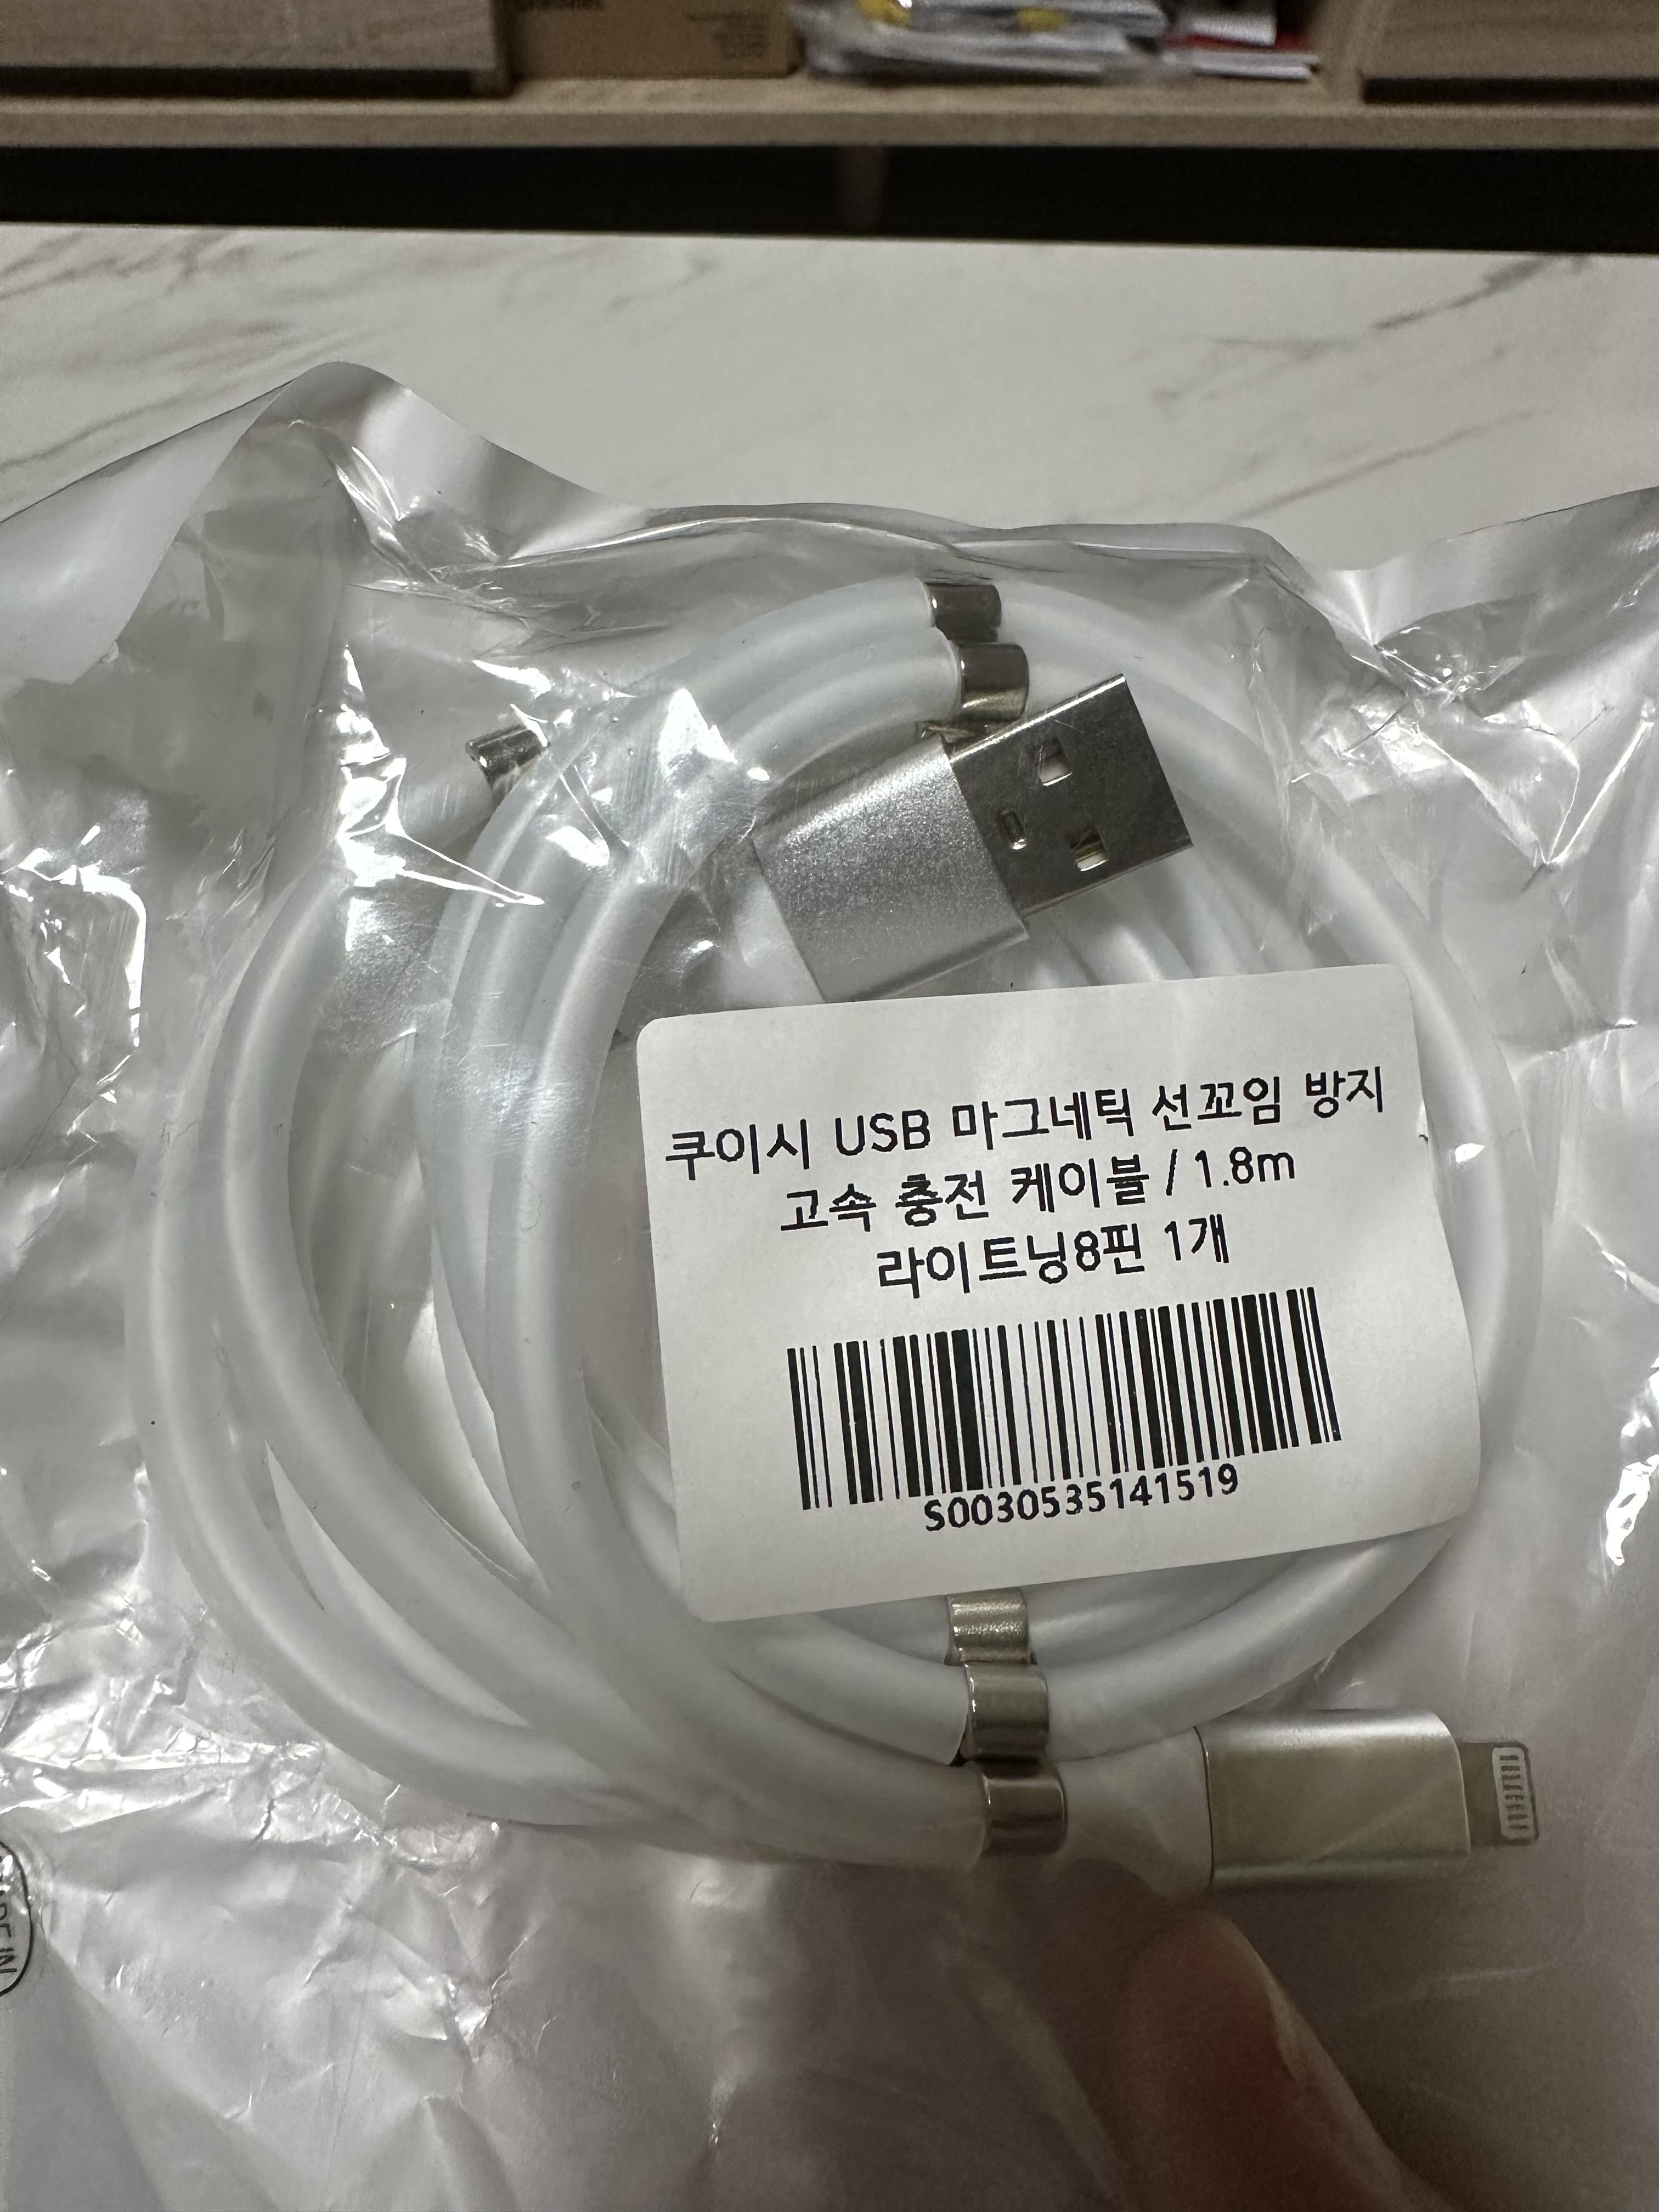 쿠이시 USB 마그네틱 선꼬임 방지
고속 충전 케이블 / 1.8m
라이트닝8핀 1개
S0030535141519